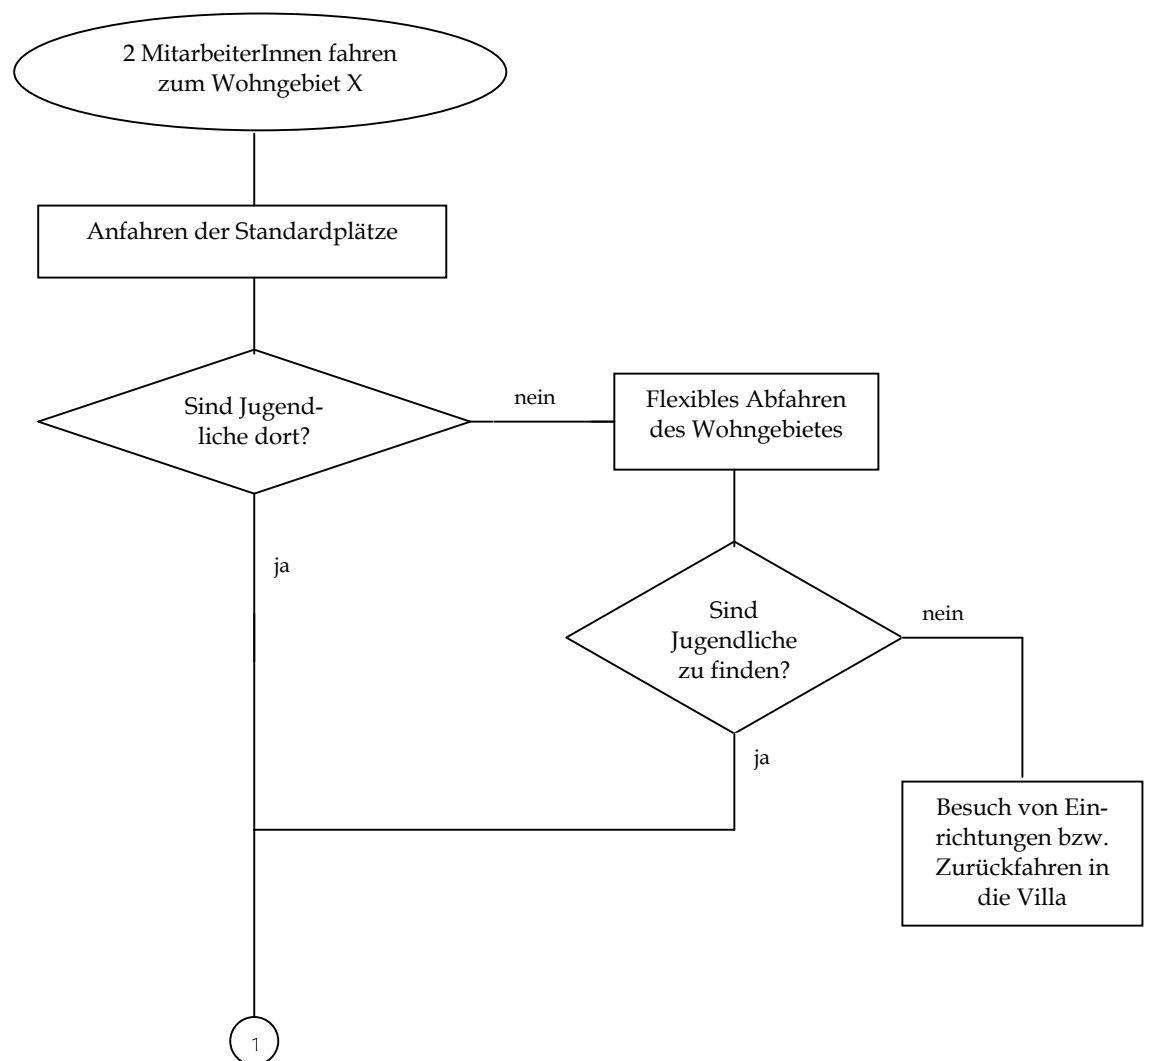 2 MitarbeiterInnen fahren
zum Wohngebiet X
Anfahren der Standardplätze
Sind Jugend-
liche dort?
nein
Flexibles Abfahren
des Wohngebietes
ja
Sind
Jugendliche
zu finden?
nein
ja
Besuch von Ein-
richtungen bzw.
Zurückfahren in
die Villa
1